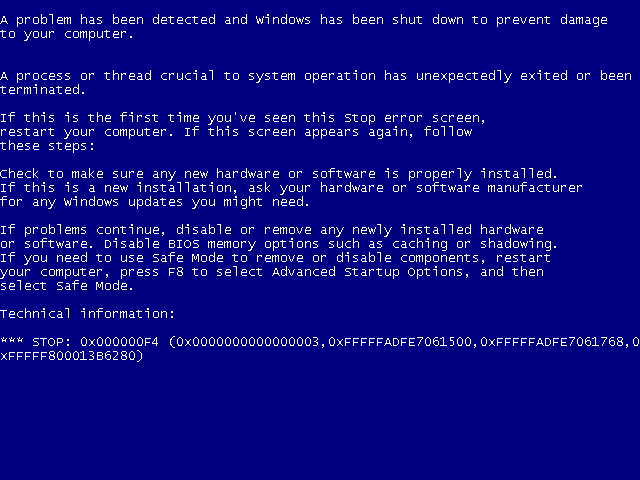 A problem has been detected and Windows has been shut down to prevent damage
to your computer.
A process or thread crucial to system operation has unexpectedly exited or been
terminated.
If this is the first time you've seen this Stop error screen,
restart your computer. If this screen appears again, follow
these steps:
Check to make sure any new hardware or software is properly installed.
If this is a new installation, ask your hardware or software manufacturer
for any Windows updates you might need.
If problems continue, disable or remove any newly installed hardware
or software. Disable BIOS memory options such as caching or shadowing.
If you need to use Safe Mode to remove or disable components, restart
your computer, press F8 to select Advanced Startup Options, and then
select Safe Mode.
Technical information:
*** STOP: 0x000000F4 (0x0000000000000003,0xFFFFFADFE7061500,0xFFFFFADFE7061768,0
xFFFFF800013B6280)